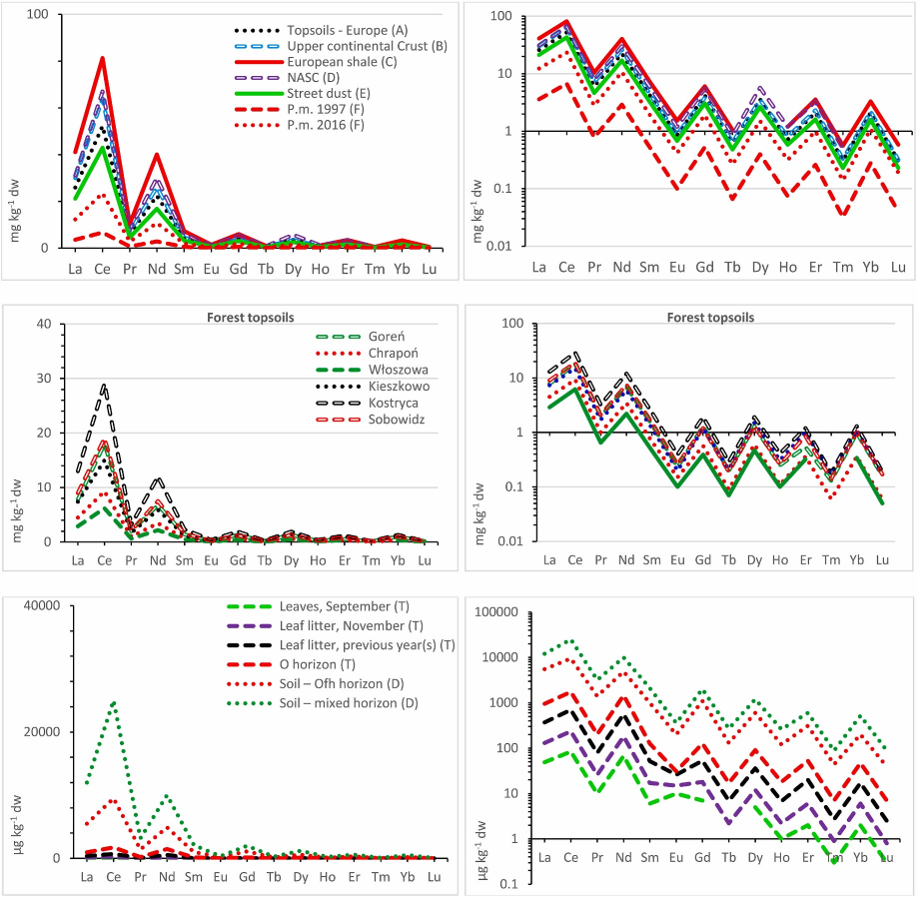 100
0
mg kg-1 dw
Topsoils - Europe (A)
Upper continental Crust (B)
European shale (C)
NASC (D)
Street dust (E)
P.m. 1997 (F)
P.m. 2016 (F)
La Ce Pr Nd Sm Eu Gd Tb Dy Ho Er Tm Yb Lu
100
10
1
0.1
0.01
mg kg-1 dw
La Ce Pr Nd Sm Eu Gd Tb Dy Ho Er Tm Yb Lu
Forest topsoils
40
30
20
10
0
mg kg-1 dw
Goreń
Chrapoń
Włoszowa
Kieszkowo
Kostryca
Sobowidz
La Ce Pr Nd Sm Eu Gd Tb Dy Ho Er Tm Yb Lu
Forest topsoils
100
10
1
0.1
0.01
mg kg-1 dw
La Ce Pr Nd Sm Eu Gd Tb Dy Ho Er Tm Yb Lu
40000
20000
0
µg kg-1 dw
Leaves, September (T)
Leaf litter, November (T)
Leaf litter, previous year(s) (T)
O horizon (T)
Soil – Ofh horizon (D)
Soil – mixed horizon (D)
La Ce Pr Nd Sm Eu Gd Tb Dy Ho Er Tm Yb Lu
100000
10000
1000
100
10
1
0.1
µg kg-1 dw
La Ce Pr Nd Sm Eu Gd Tb Dy Ho Er Tm Yb Lu